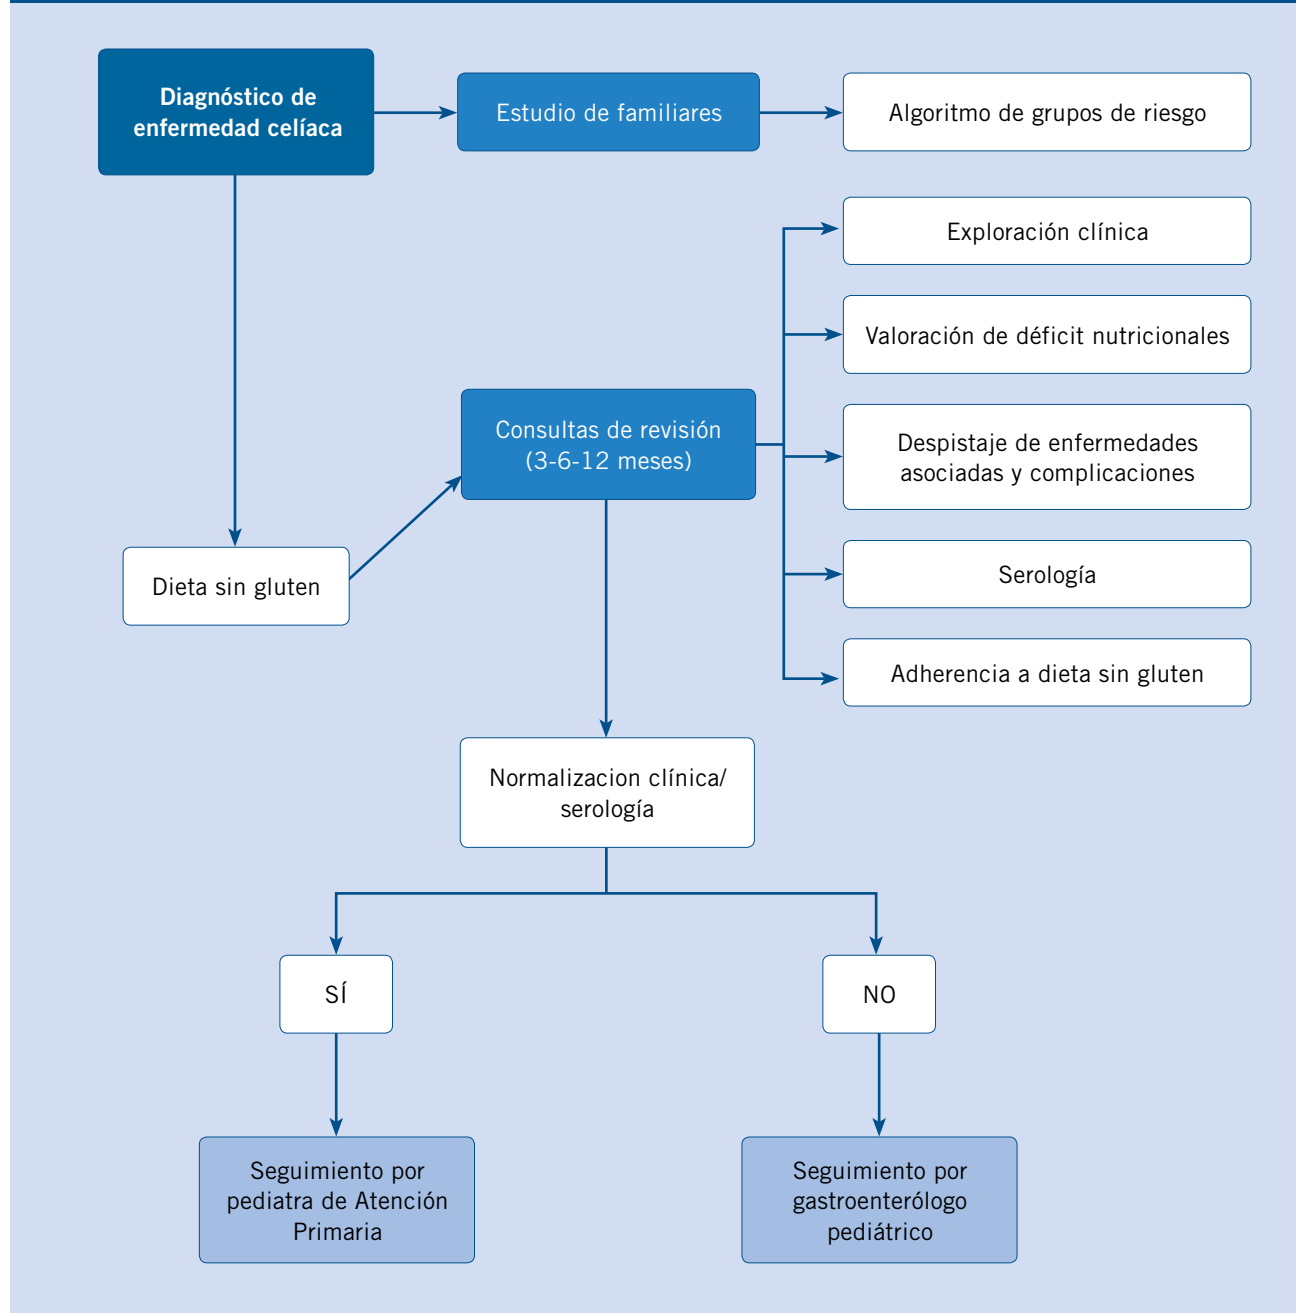 Diagnóstico de
enfermedad celíaca
Estudio de familiares
Algoritmo de grupos de riesgo
Exploración clínica
Valoración de déficit nutricionales
Consultas de revisión
(3-6-12 meses)
Despistaje de enfermedades
asociadas y complicaciones
Dieta sin gluten
Serología
Adherencia a dieta sin gluten
Normalizacion clínica/
serología
SÍ
NO
Seguimiento por
pediatra de Atención
Primaria
Seguimiento por
gastroenterólogo
pediátrico